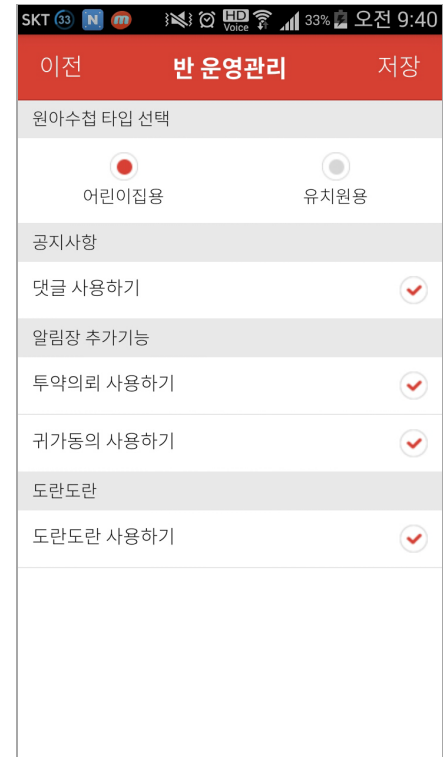 SKT 33 N m HD Voice 33% 오전 9:40
이전 반 운영관리 저장
원아수첩 타입 선택
어린이집용 유치원용
공지사항
댓글 사용하기
알림장 추가기능
투약의뢰 사용하기
귀가동의 사용하기
도란도란
도란도란 사용하기